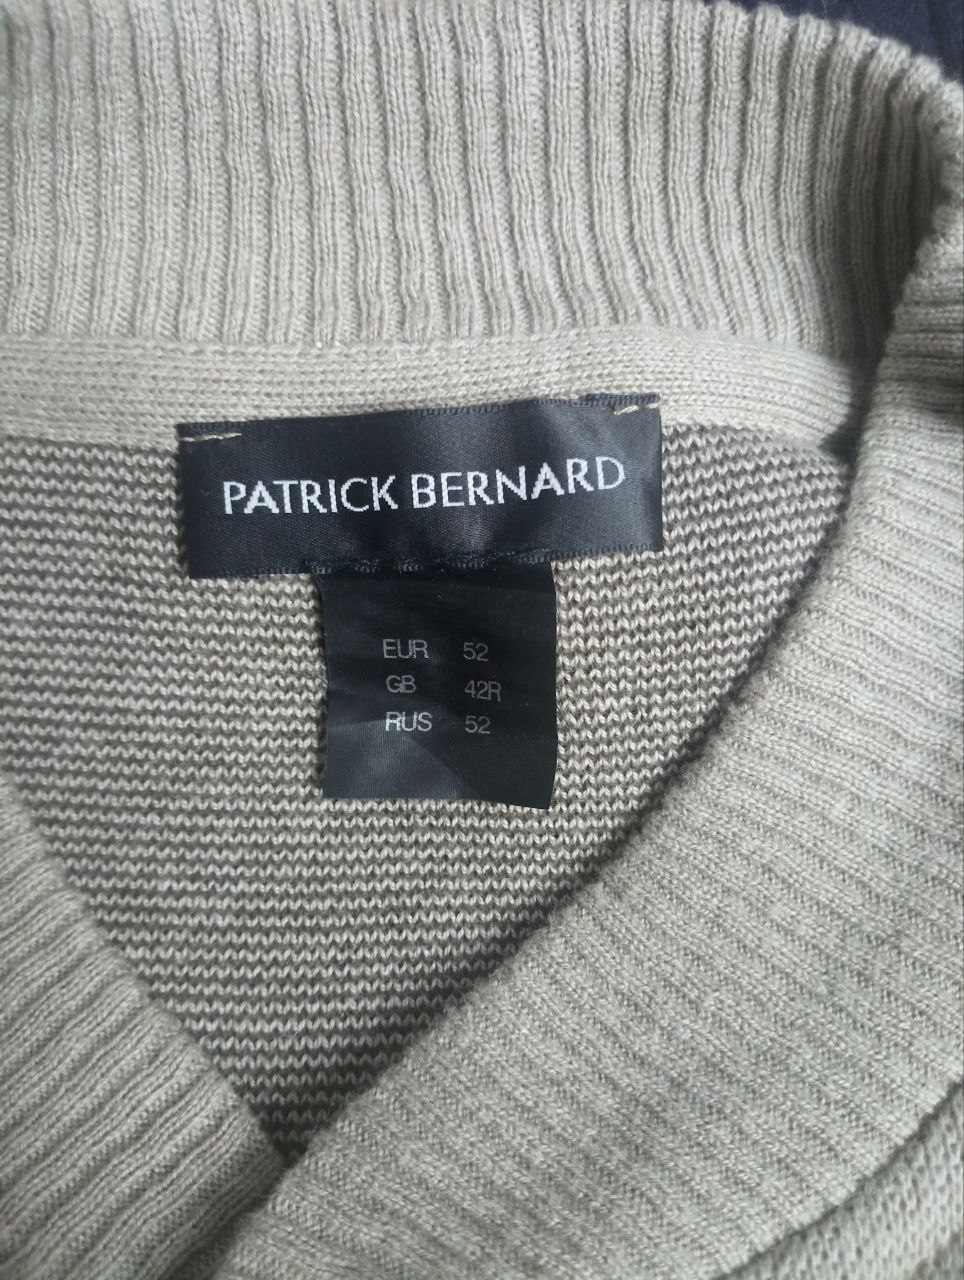 PATRICK BERNARD
EUR 52
GB 42R
RUS 52